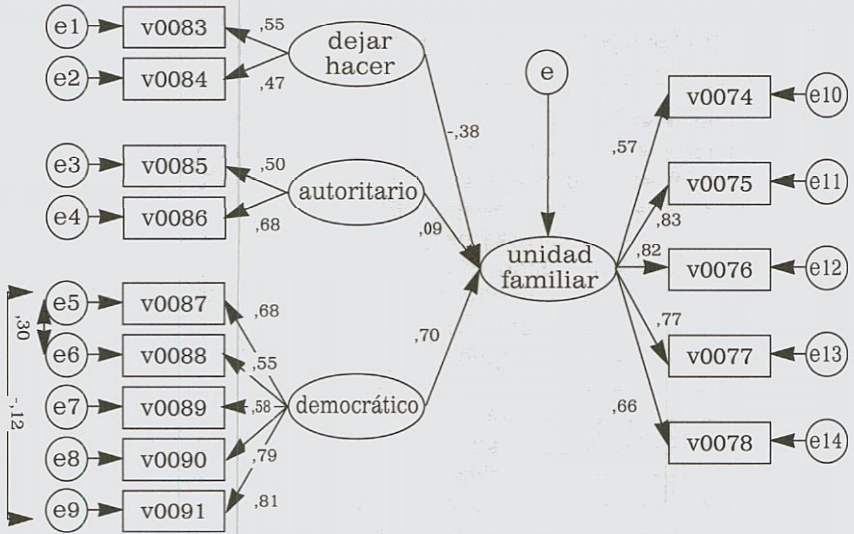 e1
v0083
,55
dejar
hacer
e2
v0084
,47
e
-,38
e3
v0085
,50
autoritario
e4
v0086
,68
,09
unidad
familiar
e5
v0087
,68
e6
v0088
,55
,30
e7
v0089
,58
democrático
,70
-,12
e8
v0090
,79
e9
v0091
,81
,57
v0074
e10
,83
v0075
e11
,82
v0076
e12
,77
v0077
e13
,66
v0078
e14